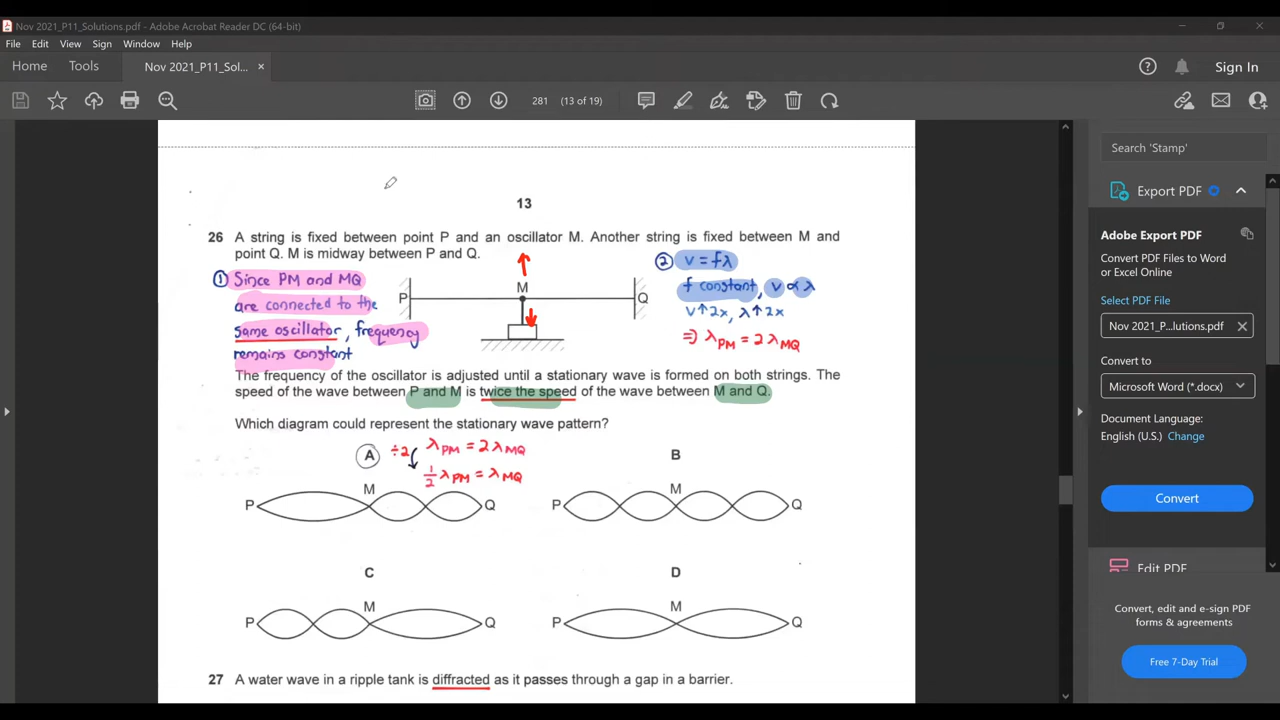 Nov 2021_P11_Solutions.pdf - Adobe Acrobat Reader DC (64-bit)
File Edit View Sign Window Help
Home Tools Nov 2021_P11_Sol... × Sign In
281 (13 of 19)
Search 'Stamp'
Export PDF
Adobe Export PDF
Convert PDF Files to Word
or Excel Online
Select PDF File
Nov 2021_P...lutions.pdf
Convert to
Microsoft Word (*.docx)
Document Language:
English (U.S.) Change
Convert
Edit PDF
Convert, edit and e-sign PDF
forms & agreements
Free 7-Day Trial
13
26 A string is fixed between point P and an oscillator M. Another string is fixed between M and
point Q. M is midway between P and Q.
① Since PM and MQ
are connected to the
same oscillator, frequency
remains constant
P M Q
② v = fλ
f constant, v ∝ λ
v↑2x, λ↑2x
=> λPM = 2λMQ
The frequency of the oscillator is adjusted until a stationary wave is formed on both strings. The
speed of the wave between P and M is twice the speed of the wave between M and Q.
Which diagram could represent the stationary wave pattern?
A ÷2 λPM = 2λMQ
½ λPM = λMQ
P M Q
B
P M Q
C
P M Q
D
P M Q
27 A water wave in a ripple tank is diffracted as it passes through a gap in a barrier.